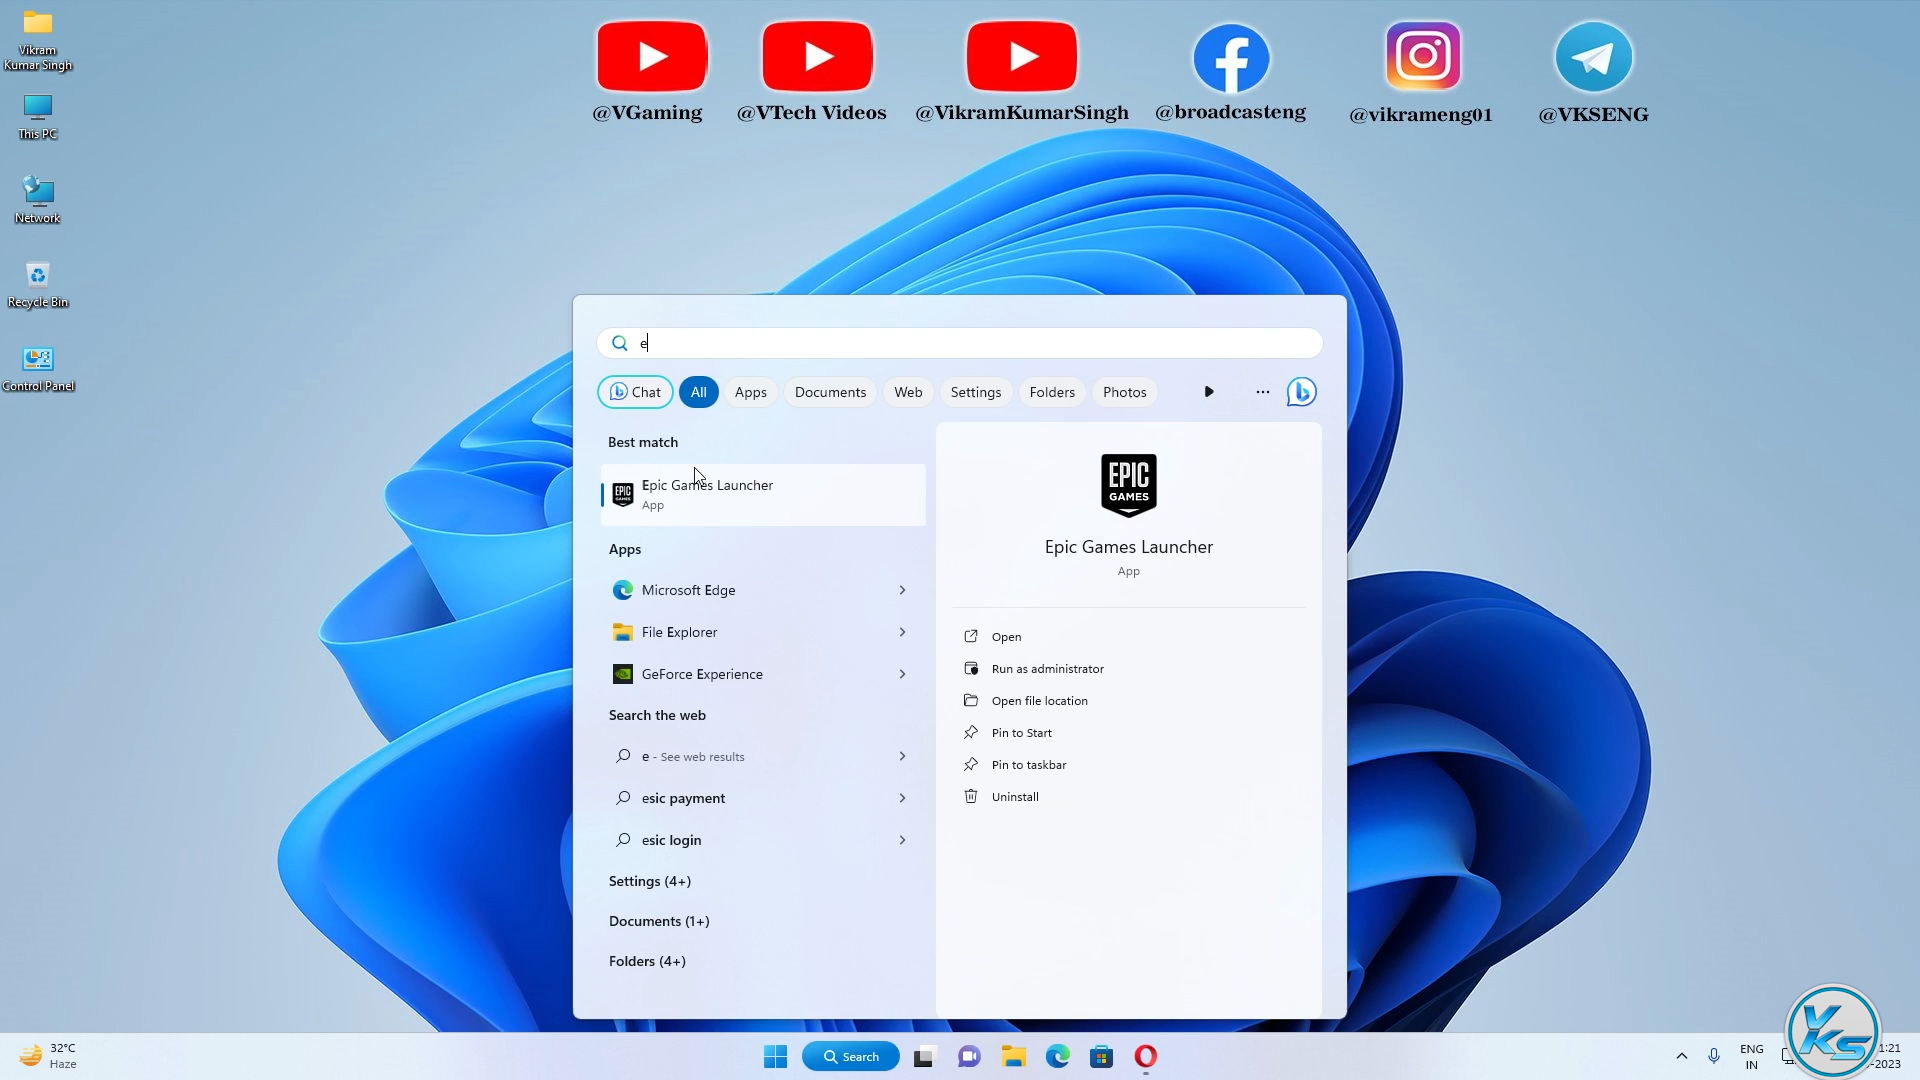 Vikram
Kumar Singh
This PC
Network
Recycle Bin
Control Panel
@VGaming
@VTech Videos
@VikramKumarSingh
@broadcasteng
@vikrameng01
@VKSENG
e
Chat
All
Apps
Documents
Web
Settings
Folders
Photos
Best match
Epic Games Launcher
App
Apps
Microsoft Edge
File Explorer
GeForce Experience
Search the web
e - See web results
esic payment
esic login
Settings (4+)
Documents (1+)
Folders (4+)
EPIC
GAMES
Epic Games Launcher
App
Open
Run as administrator
Open file location
Pin to Start
Pin to taskbar
Uninstall
32°C
Haze
Search
ENG
IN
VKS
1:21
-2023